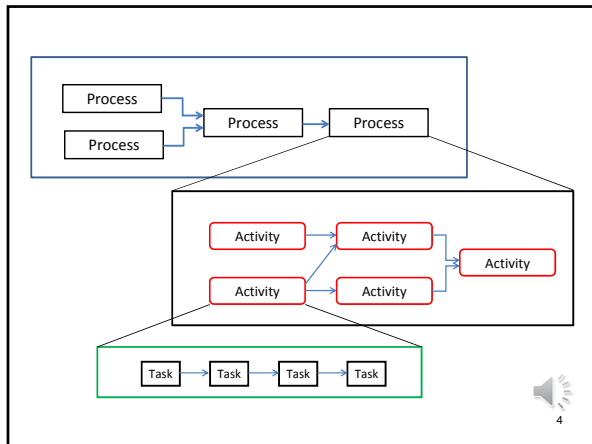 Process
Process
Process
Process
Activity
Activity
Activity
Activity
Activity
Task
Task
Task
Task
4